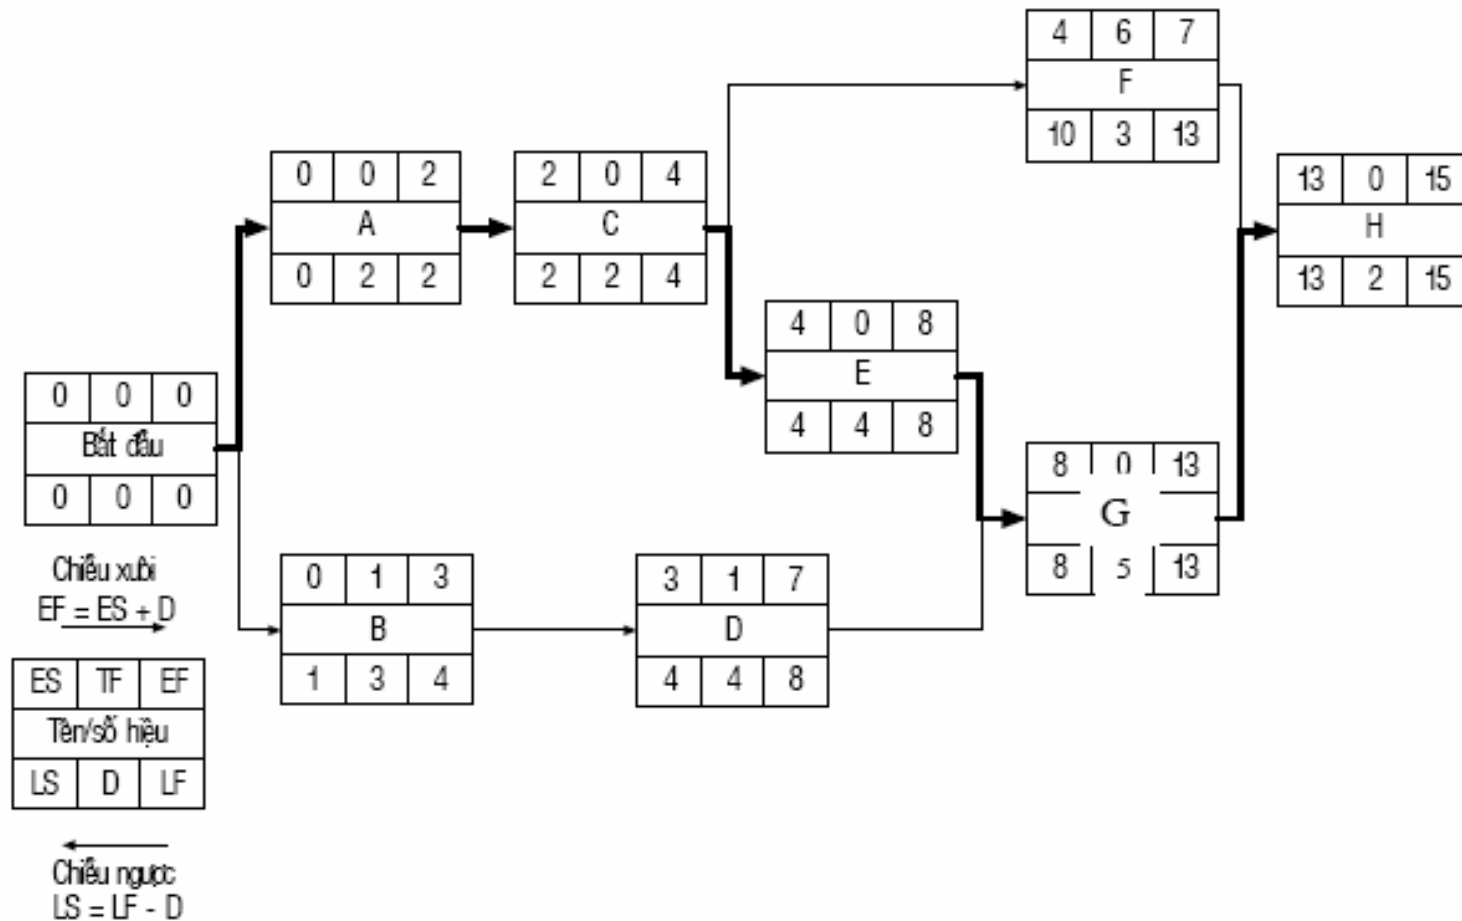 4 6 7
F
10 3 13
0 0 2
A
0 2 2
2 0 4
C
2 2 4
13 0 15
H
13 2 15
4 0 8
E
4 4 8
0 0 0
Bắt đầu
0 0 0
8 0 13
G
8 5 13
Chiều xuôi
EF = ES + D
0 1 3
B
1 3 4
3 1 7
D
4 4 8
ES TF EF
Tên/số hiệu
LS D LF
Chiều ngược
LS = LF - D